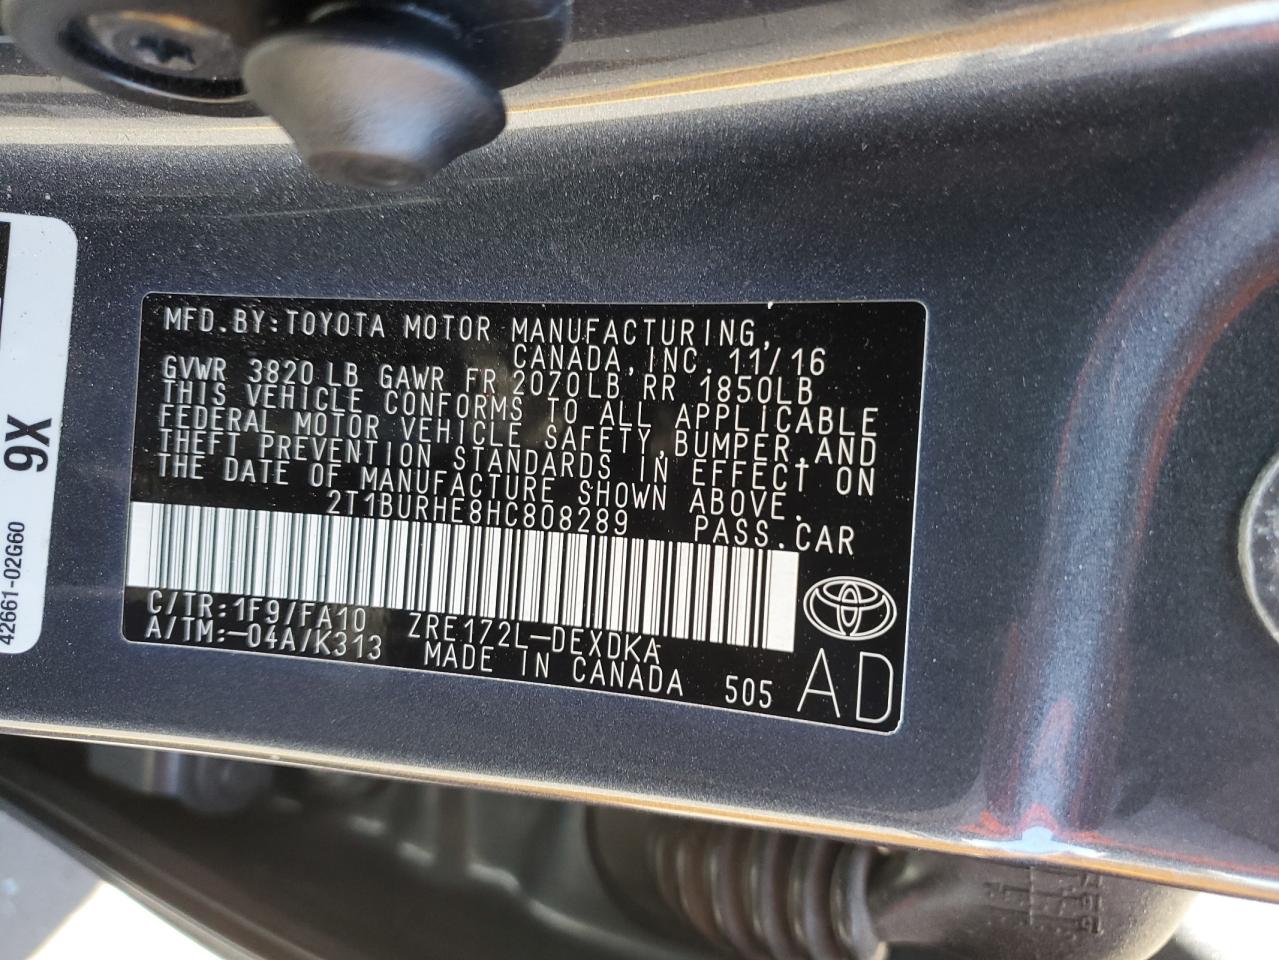 MFD.BY:TOYOTA MOTOR MANUFACTURING,
CANADA,INC. 11/16
GVWR 3820 LB GAWR FR 2070LB RR 1850LB
THIS VEHICLE CONFORMS TO ALL APPLICABLE
FEDERAL MOTOR VEHICLE SAFETY,BUMPER,AND
THEFT PREVENTION STANDARDS IN EFFECT ON
THE DATE OF MANUFACTURE SHOWN ABOVE.
2T1BURHE8HC808289 PASS.CAR
C/TR:1F9/FA10 ZRE172L-DEXDKA
A/TM:-04A/K313 MADE IN CANADA 505 AD
9X
42661-02G60